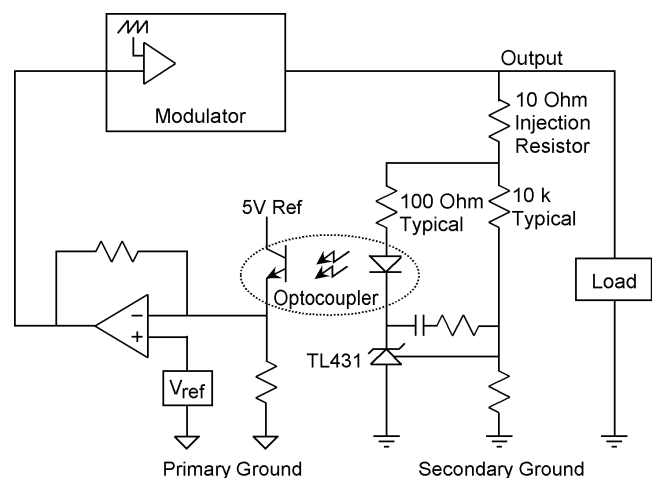 Modulator
Output
10 Ohm
Injection
Resistor
100 Ohm
Typical
10 k
Typical
5V Ref
Optocoupler
Load
−
+
TL431
Vref
Primary Ground
Secondary Ground